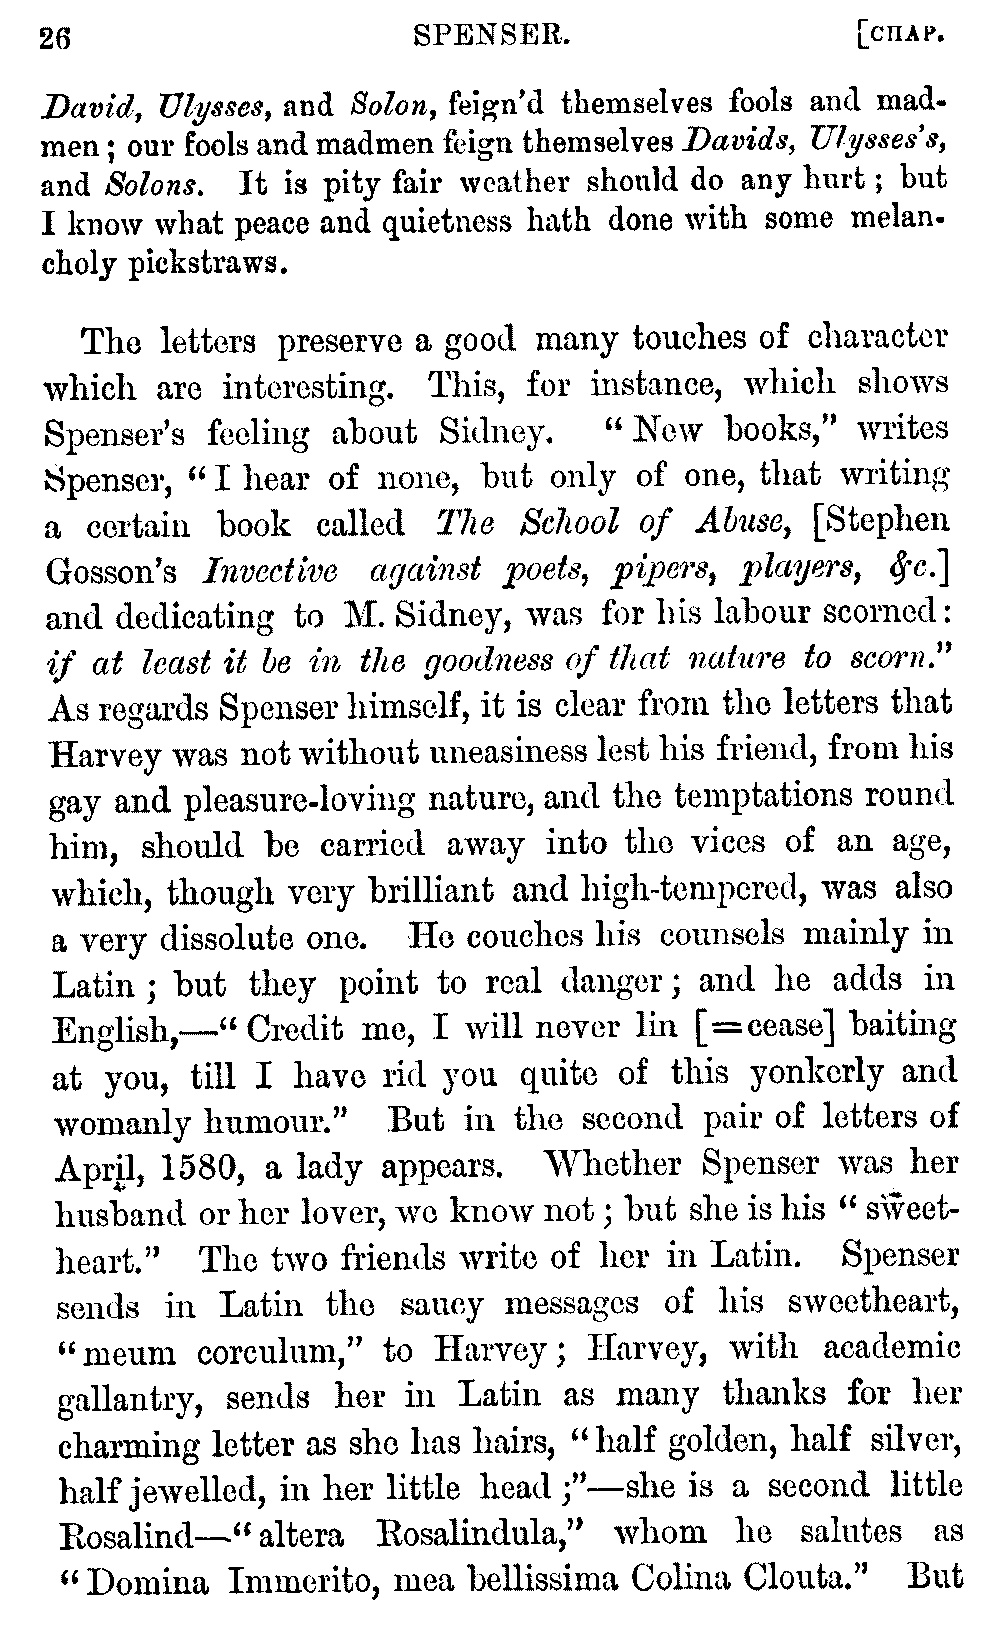 26 SPENSER. [CHAP.
David, Ulysses, and Solon, feign'd themselves fools and mad-
men; our fools and madmen feign themselves Davids, Ulysses's,
and Solons. It is pity fair weather should do any hurt; but
I know what peace and quietness hath done with some melan-
choly pickstraws.
The letters preserve a good many touches of character
which are interesting. This, for instance, which shows
Spenser's feeling about Sidney. "New books," writes
Spenser, "I hear of none, but only of one, that writing
a certain book called The School of Abuse, [Stephen
Gosson's Invective against poets, pipers, players, &c.]
and dedicating to M. Sidney, was for his labour scorned:
if at least it be in the goodness of that nature to scorn."
As regards Spenser himself, it is clear from the letters that
Harvey was not without uneasiness lest his friend, from his
gay and pleasure-loving nature, and the temptations round
him, should be carried away into the vices of an age,
which, though very brilliant and high-tempered, was also
a very dissolute one. He couches his counsels mainly in
Latin; but they point to real danger; and he adds in
English,—"Credit me, I will never lin [=cease] baiting
at you, till I have rid you quite of this yonkerly and
womanly humour." But in the second pair of letters of
April, 1580, a lady appears. Whether Spenser was her
husband or her lover, we know not; but she is his "sweet-
heart." The two friends write of her in Latin. Spenser
sends in Latin the saucy messages of his sweetheart,
"meum corculum," to Harvey; Harvey, with academic
gallantry, sends her in Latin as many thanks for her
charming letter as she has hairs, "half golden, half silver,
half jewelled, in her little head;"—she is a second little
Rosalind—"altera Rosalindula," whom he salutes as
"Domina Immerito, mea bellissima Colina Clouta." But